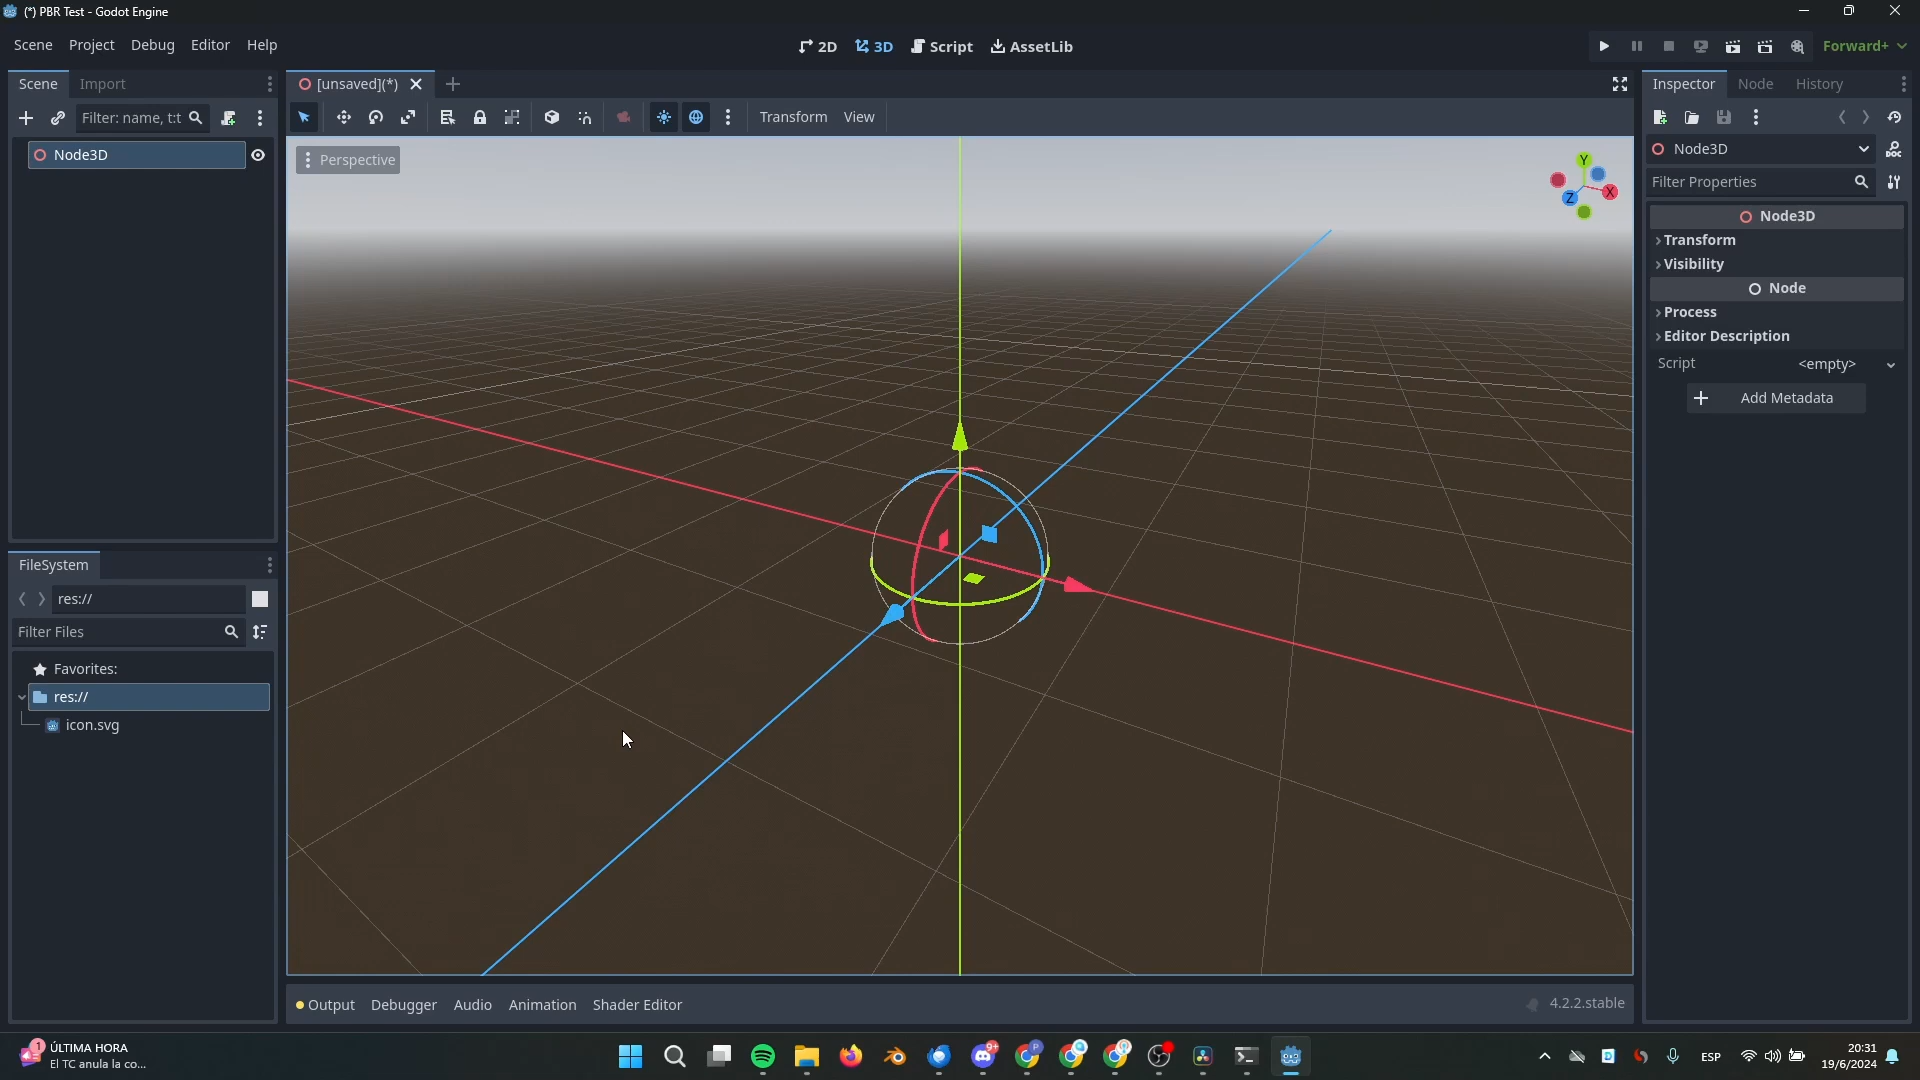 (*) PBR Test - Godot Engine
Scene Project Debug Editor Help
2D 3D Script AssetLib
Forward+
Scene Import
[unsaved](*)
Inspector Node History
Filter: name, t:t
Transform View
Node3D
Perspective
Y
X
Z
Node3D
Filter Properties
Node3D
Transform
Visibility
Node
Process
Editor Description
Script <empty>
Add Metadata
FileSystem
res://
Filter Files
Favorites:
res://
icon.svg
Output Debugger Audio Animation Shader Editor
4.2.2.stable
1
ÚLTIMA HORA
El TC anula la co...
9+
P
ESP
20:31
19/6/2024